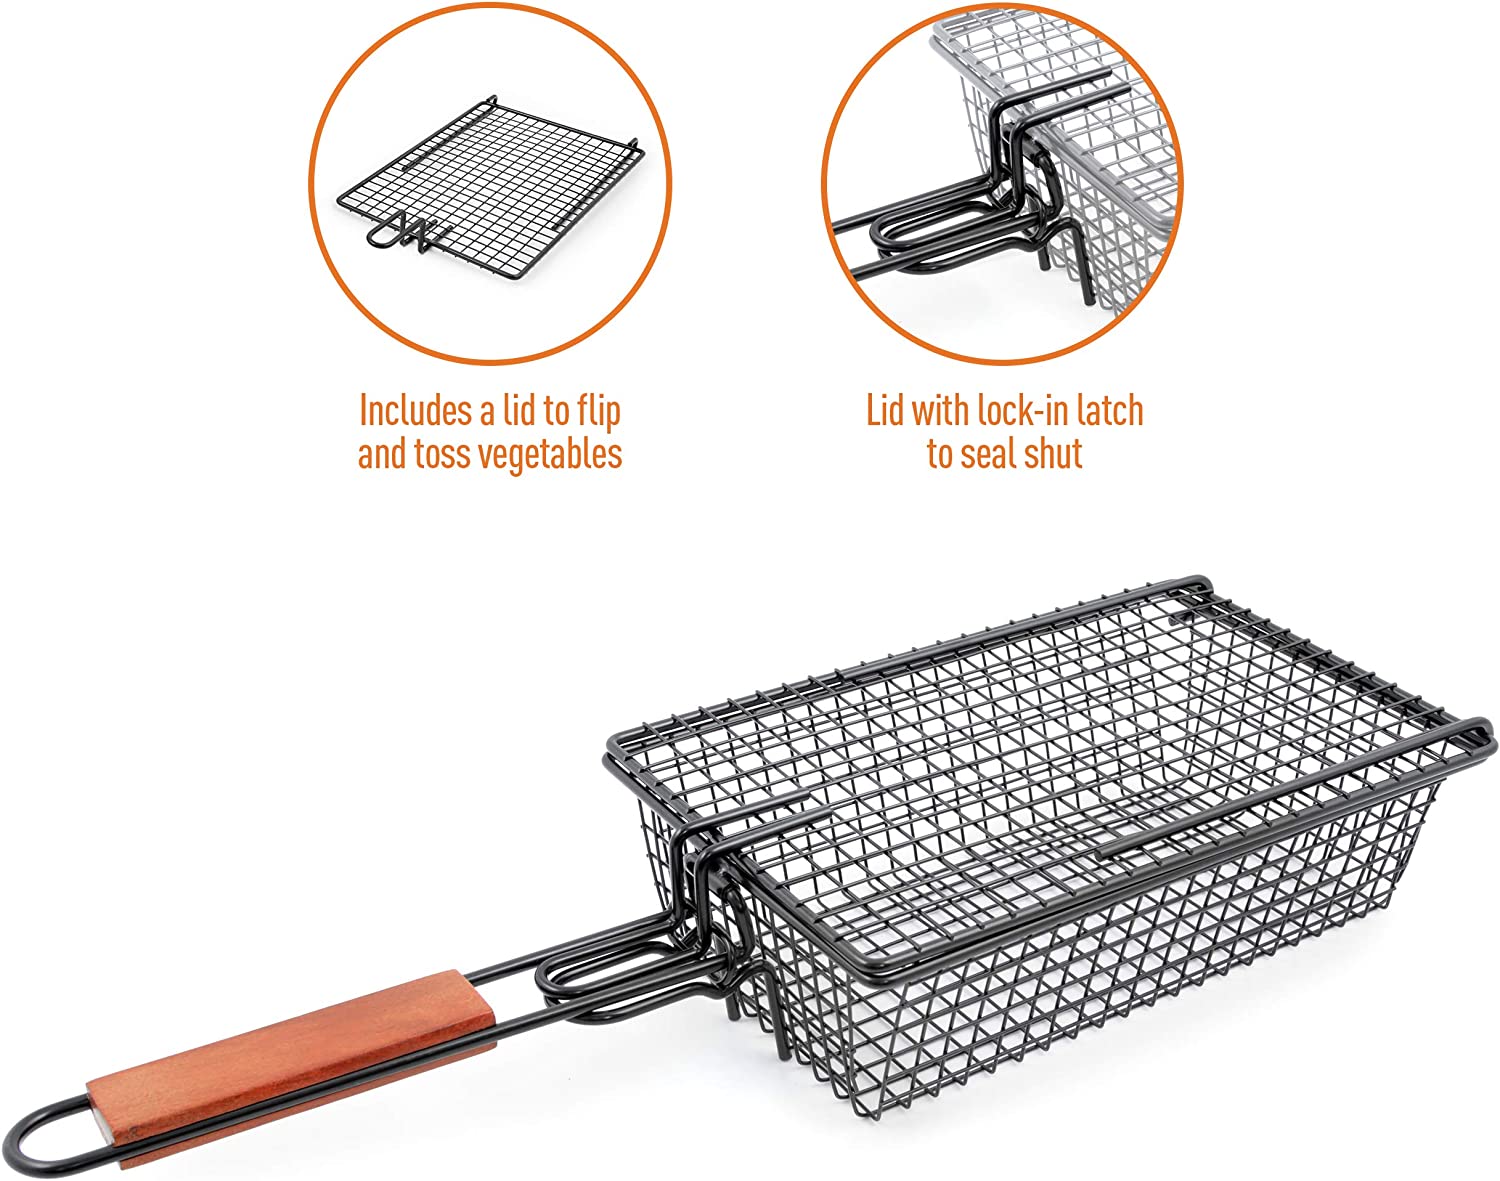 Includes a lid to flip
and toss vegetables
Lid with lock-in latch
to seal shut